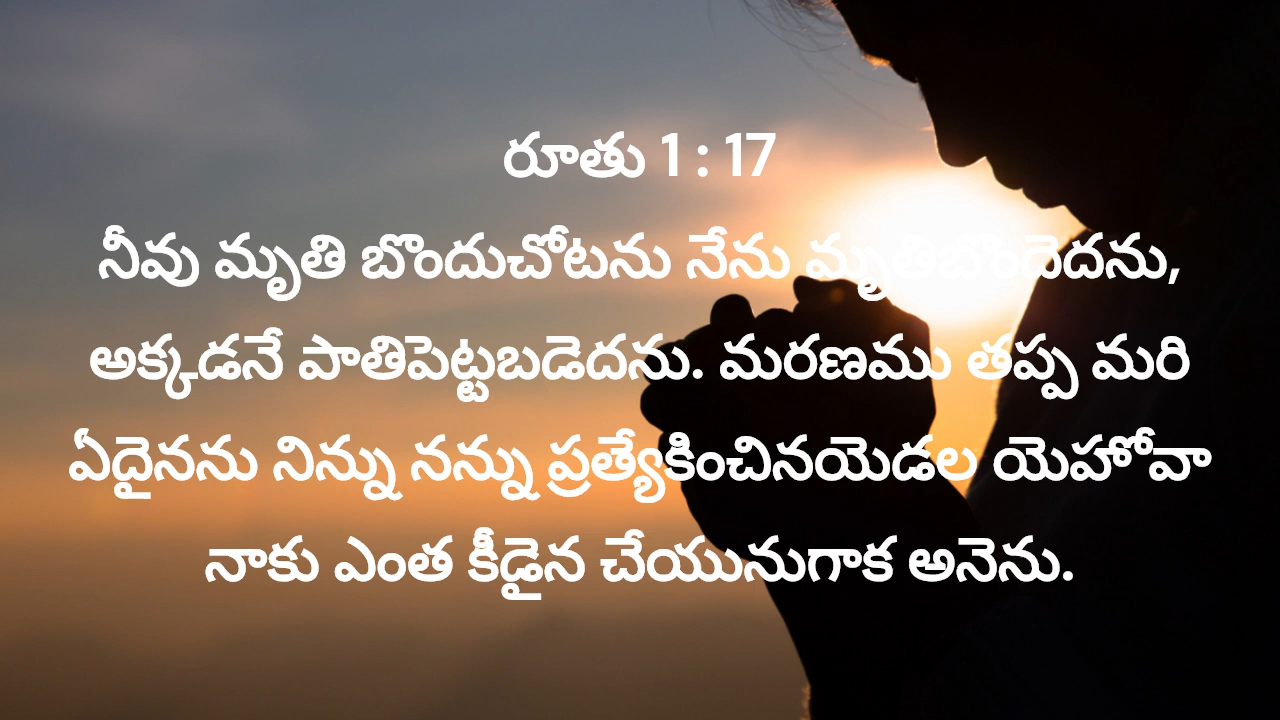 రూతు 1 : 17
నీవు మృతి బొందుచోటను నేను మృతిబొందెదను,
అక్కడనే పాతిపెట్టబడెదను. మరణము తప్ప మరి
ఏదైనను నిన్ను నన్ను ప్రత్యేకించినయెడల యెహోవా
నాకు ఎంత కీడైన చేయునుగాక అనెను.